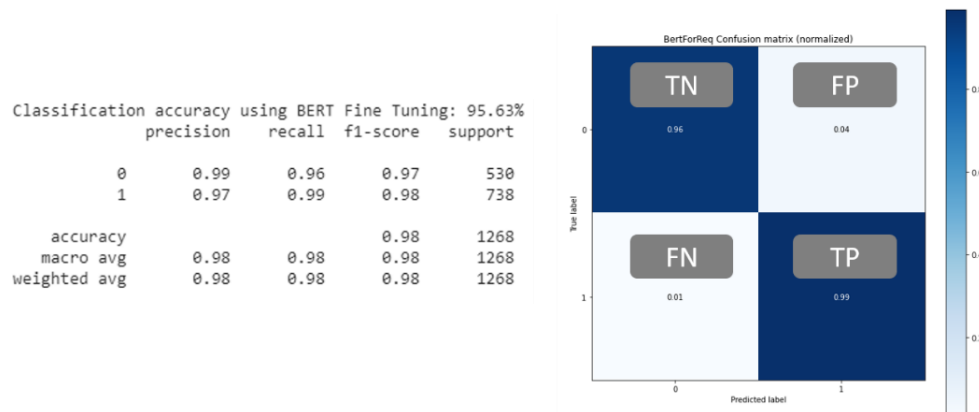 Classification accuracy using BERT Fine Tuning: 95.63%
precision recall f1-score support
0 0.99 0.96 0.97 530
1 0.97 0.99 0.98 738
accuracy 0.98 1268
macro avg 0.98 0.98 0.98 1268
weighted avg 0.98 0.98 0.98 1268
BertForReq Confusion matrix (normalized)
TN FP
0 0.96 0.04
True label
FN TP
1 0.01 0.99
0 1
Predicted label